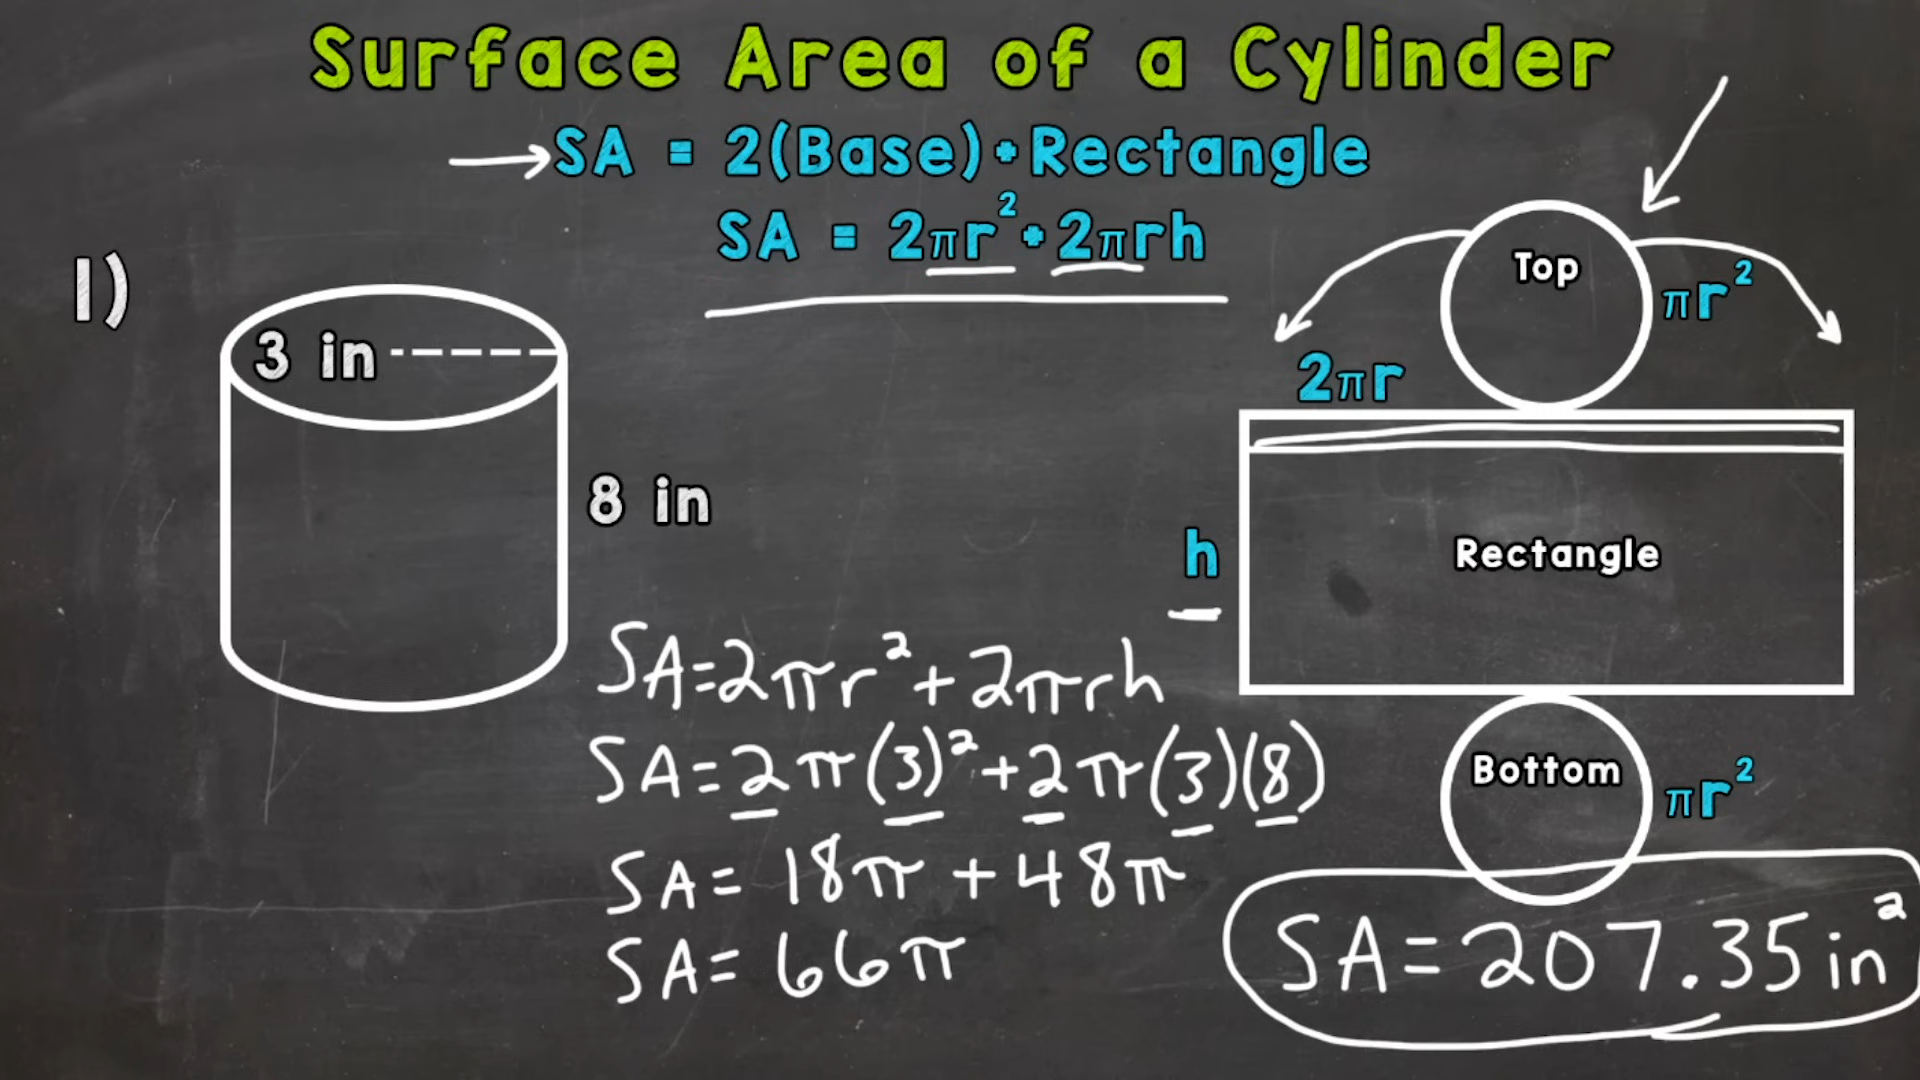 Surface Area of a Cylinder
SA = 2(Base)+Rectangle
SA = 2πr²+2πrh
1)
3 in
8 in
Top
πr²
2πr
h
Rectangle
Bottom
πr²
SA=2πr²+2πrh
SA=2π(3)²+2π(3)(8)
SA=18π+48π
SA=66π
SA=207.35in²